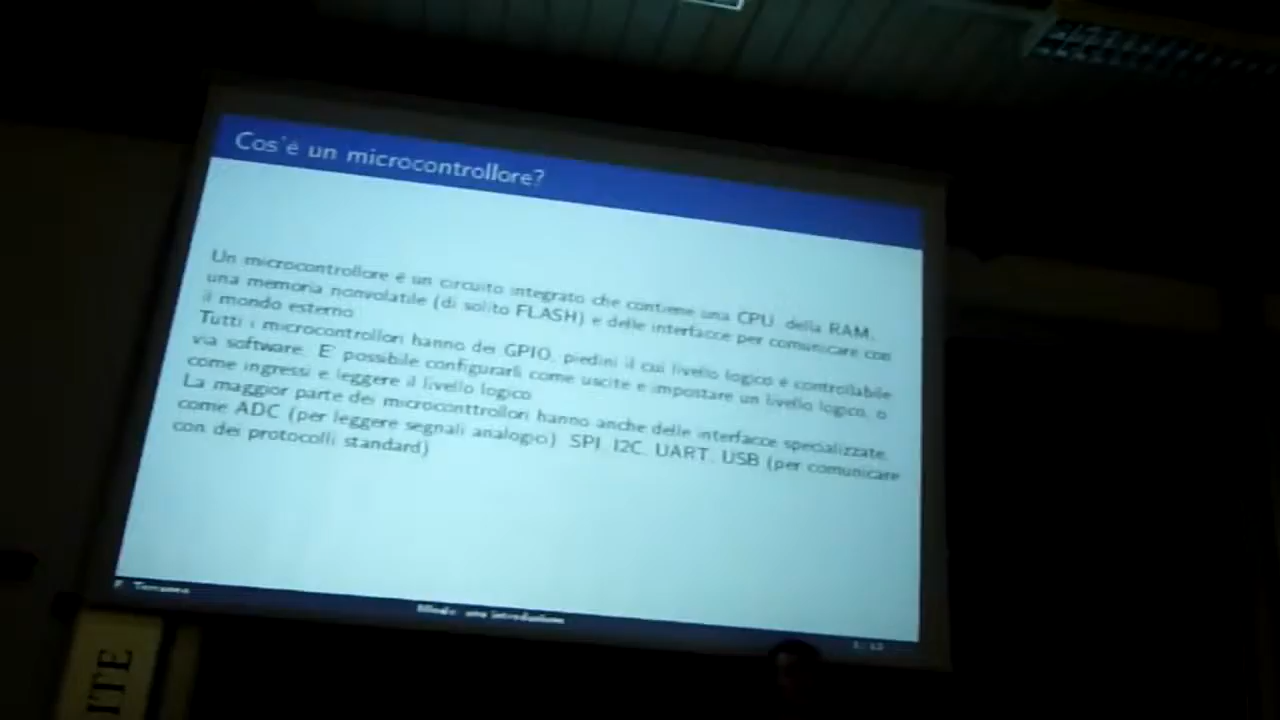 Cos'è un microcontrollore?
Un microcontrollore è un circuito integrato che contiene una CPU, della RAM,
una memoria nonvolatile (di solito FLASH) e delle interfacce per comunicare con
il mondo esterno
Tutti i microcontrollori hanno dei GPIO, piedini il cui livello logico è controllabile
via software. E' possibile configurarli come uscite e impostare un livello logico, o
come ingressi e leggere il livello logico
La maggior parte dei microconttrollori hanno anche delle interfacce specializzate,
come ADC (per leggere segnali analogici) SPI, I2C, UART, USB (per comunicare
con dei protocolli standard)
una introduzione
ITE